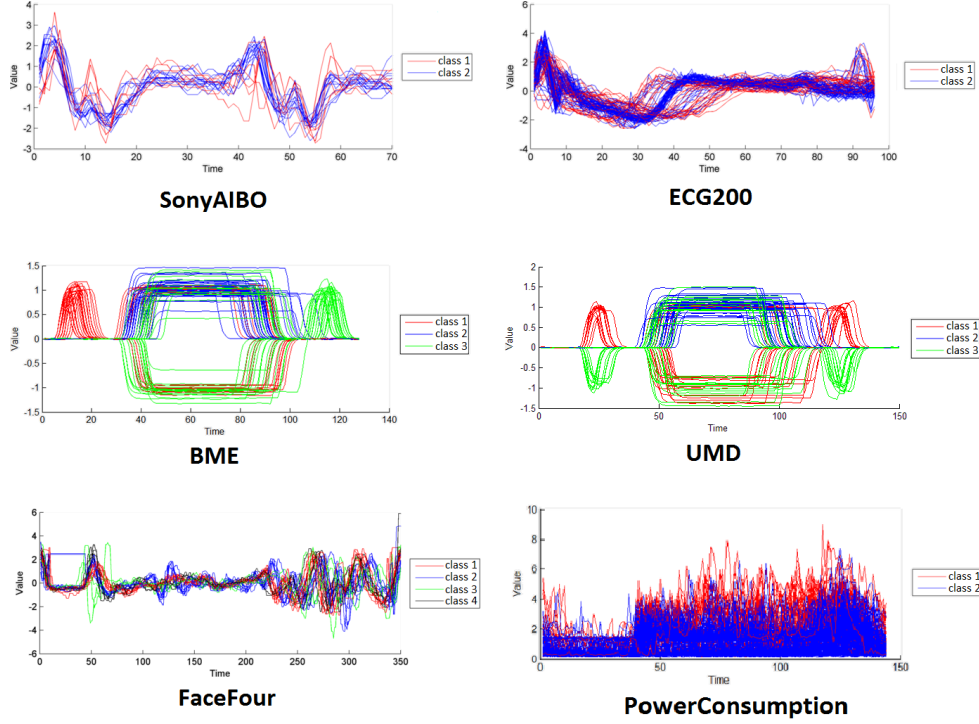 4
3
2
1
0
-1
-2
-3
Value
0 10 20 30 40 50 60 70
Time
class 1
class 2
SonyAIBO
6
4
2
0
-2
-4
Value
0 10 20 30 40 50 60 70 80 90 100
Time
class 1
class 2
ECG200
1.5
1
0.5
0
-0.5
-1
-1.5
Value
0 20 40 60 80 100 120 140
Time
class 1
class 2
class 3
BME
2
1.5
1
0.5
0
-0.5
-1
1.5
Value
0 50 100 150
Time
class 1
class 2
class 3
UMD
6
4
2
0
-2
-4
-6
Value
0 50 100 150 200 250 300 350
Time
class 1
class 2
class 3
class 4
FaceFour
10
8
6
4
2
0
Value
0 50 100 150
Time
class 1
class 2
PowerConsumption